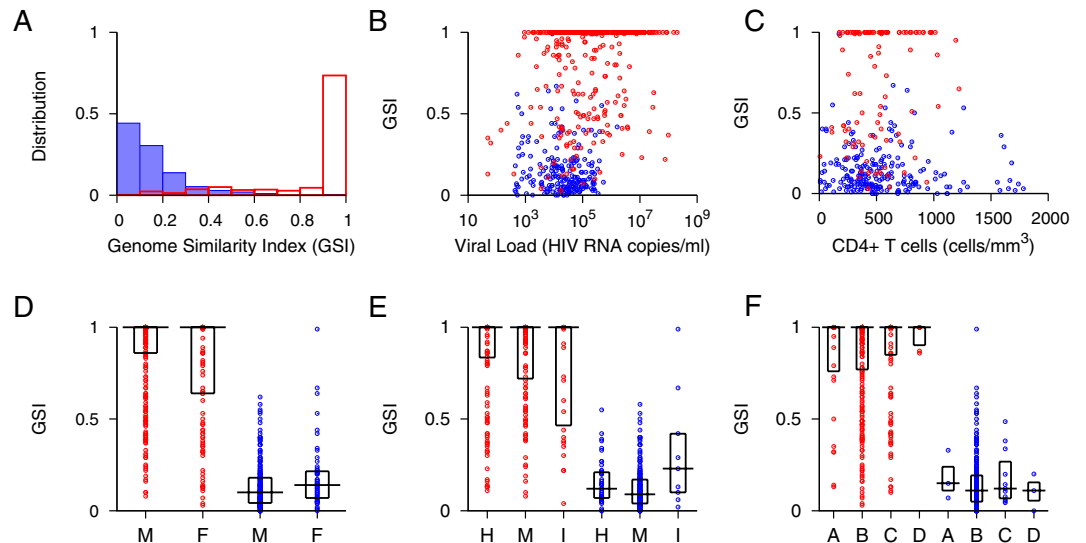 A
1
0.5
0
Distribution
0 0.2 0.4 0.6 0.8 1
Genome Similarity Index (GSI)
B
1
0.5
0
GSI
10 10³ 10⁵ 10⁷ 10⁹
Viral Load (HIV RNA copies/ml)
C
1
0.5
0
GSI
0 500 1000 1500 2000
CD4+ T cells (cells/mm³)
D
1
0.5
0
GSI
M F M F
E
1
0.5
0
GSI
H M I H M I
F
1
0.5
0
GSI
A B C D A B C D